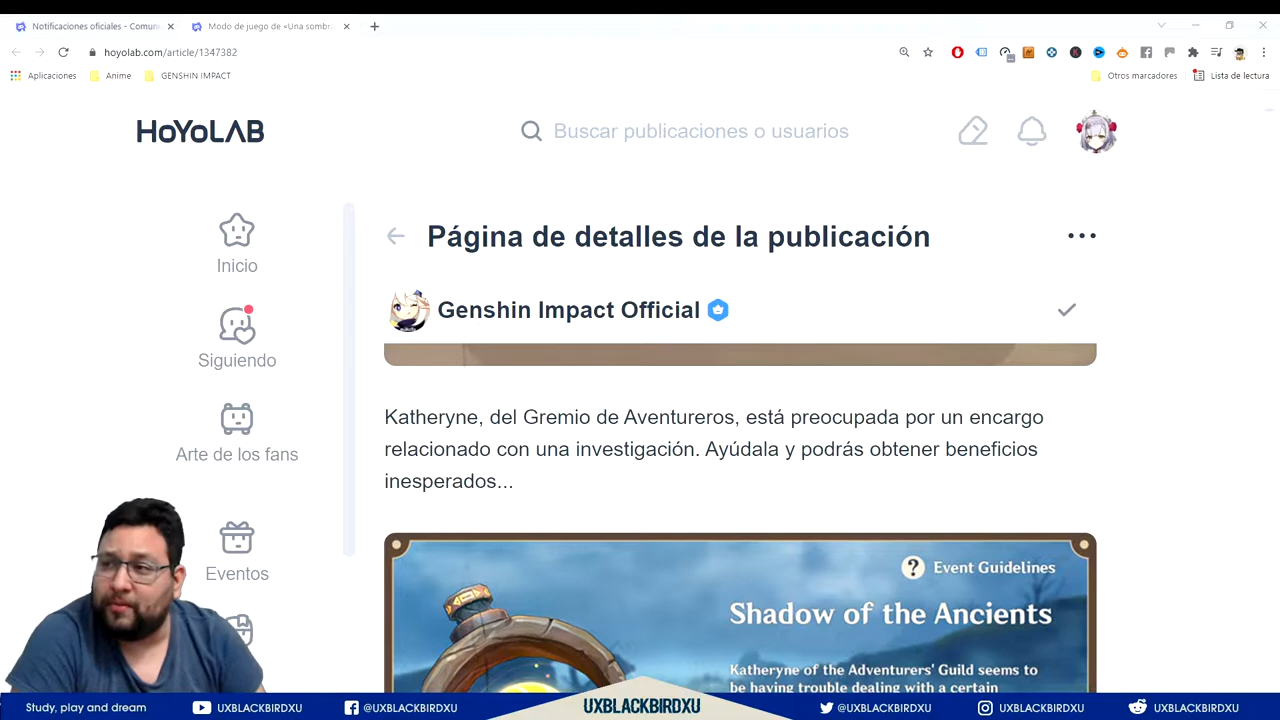 Notificaciones oficiales - Comun
Modo de juego de «Una sombra
hoyolab.com/article/1347382
Aplicaciones
Anime
GENSHIN IMPACT
Otros marcadores
Lista de lectura
HoYoLAB
Buscar publicaciones o usuarios
Inicio
Siguiendo
Arte de los fans
Eventos
Página de detalles de la publicación
Genshin Impact Official
Katheryne, del Gremio de Aventureros, está preocupada por un encargo
relacionado con una investigación. Ayúdala y podrás obtener beneficios
inesperados...
? Event Guidelines
Shadow of the Ancients
Katheryne of the Adventurers' Guild seems to
be having trouble dealing with a certain
Study, play and dream
UXBLACKBIRDXU
@UXBLACKBIRDXU
UXBLACKBIRDXU
@UXBLACKBIRDXU
UXBLACKBIRDXU
UXBLACKBIRDXU